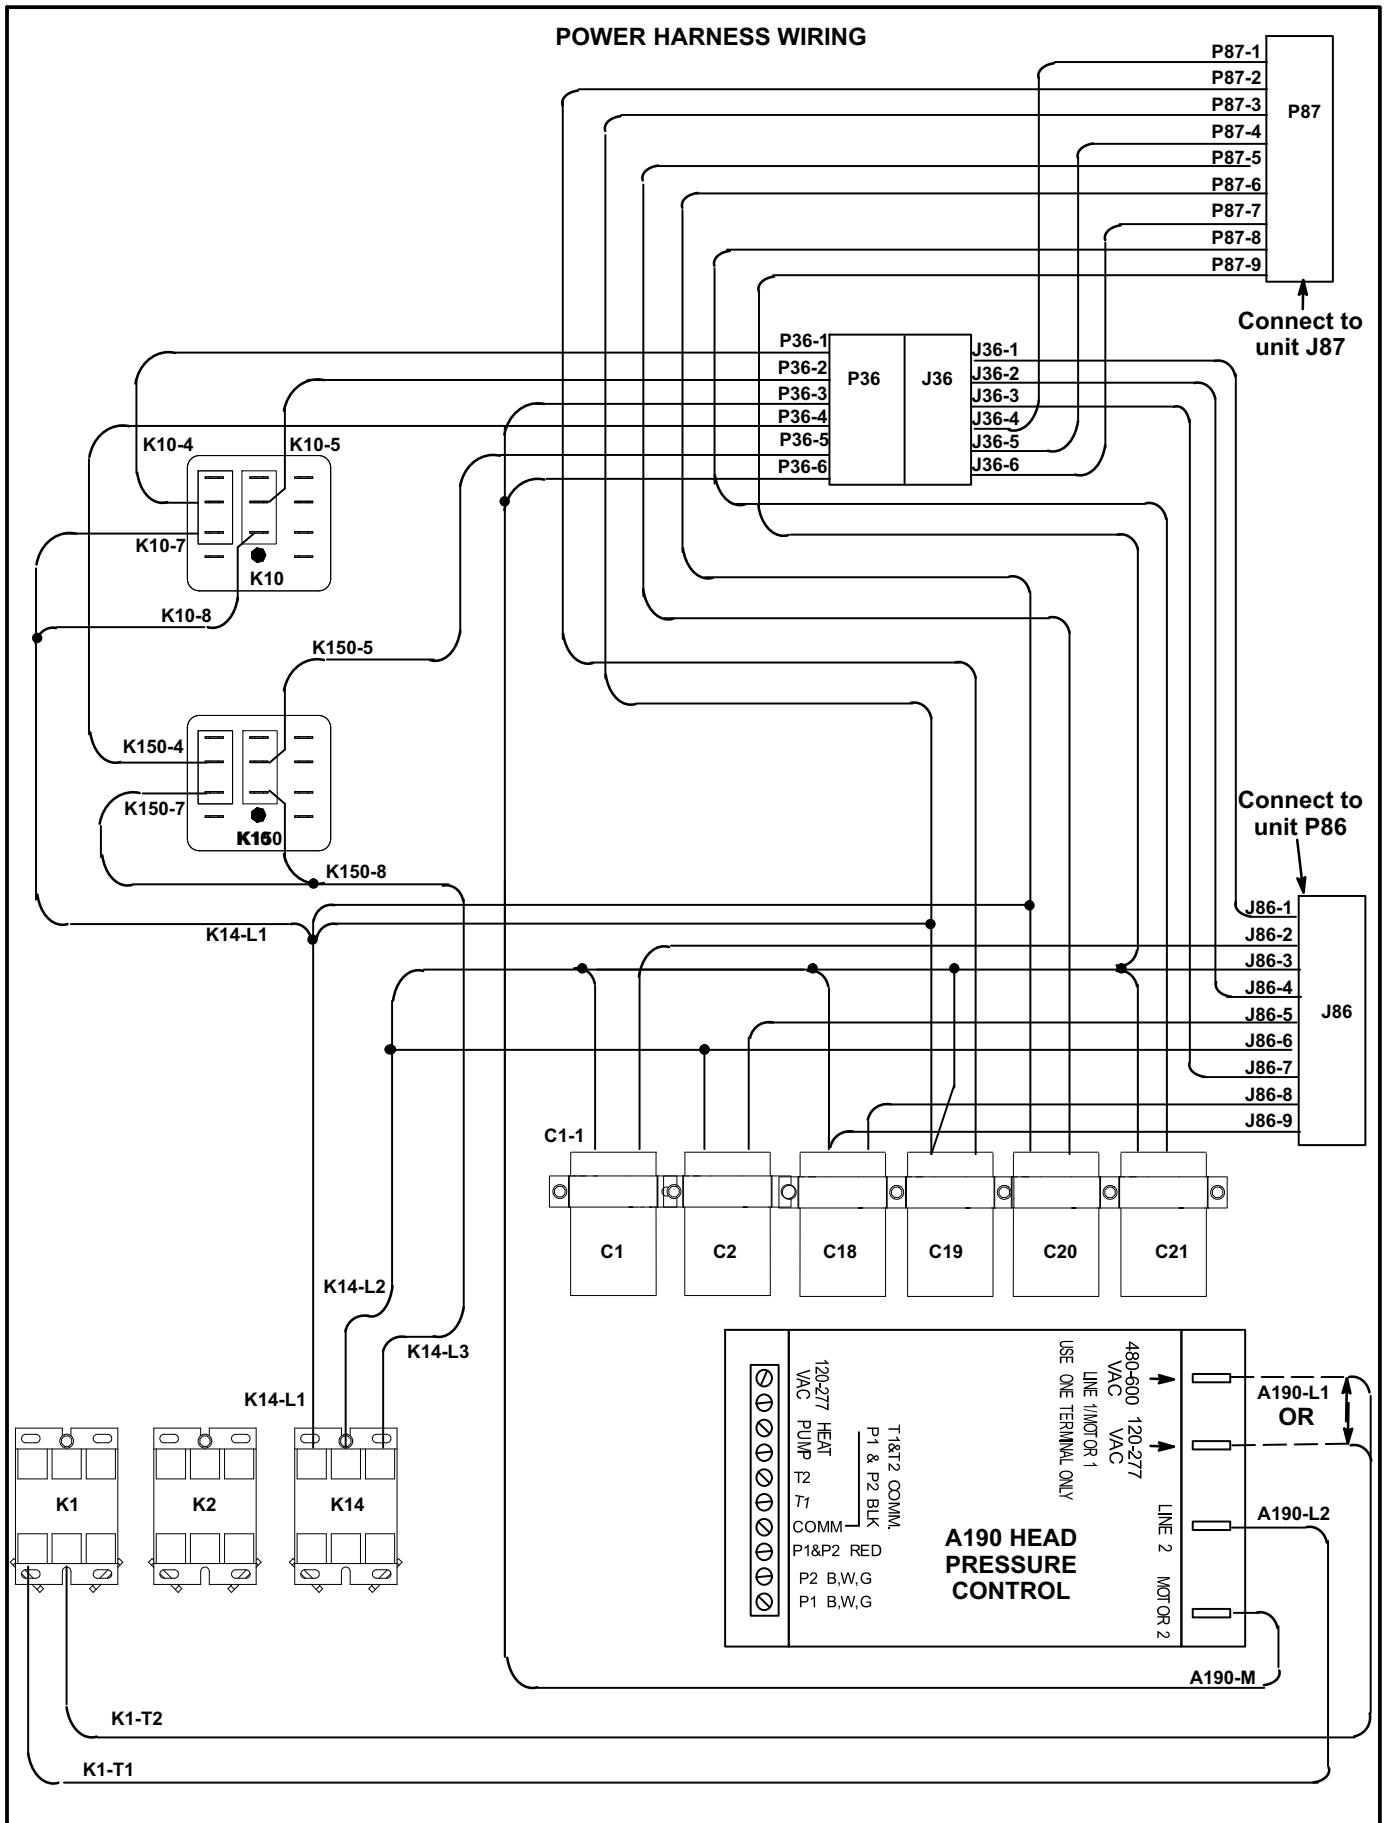 POWER HARNESS WIRING
P87-1
P87-2
P87-3
P87-4
P87-5
P87-6
P87-7
P87-8
P87-9
P87
Connect to
unit J87
P36-1
P36-2
P36-3
P36-4
P36-5
P36-6
P36
J36
J36-1
J36-2
J36-3
J36-4
J36-5
J36-6
K10-4
K10-5
K10-7
K10
K10-8
K150-5
K150-4
K150-7
K150
K150-8
K14-L1
Connect to
unit P86
J86-1
J86-2
J86-3
J86-4
J86-5
J86-6
J86-7
J86-8
J86-9
J86
C1-1
C1
C2
C18
C19
C20
C21
K14-L2
K14-L3
K14-L1
K1
K2
K14
120-277
VAC
HEAT
PUMP
T2
T1
COMM
P1&P2 RED
P2 B,W,G
P1 B,W,G
T1&T2 COMM.
P1 & P2 BLK
480-600
VAC
120-277
VAC
LINE 1/MOTOR 1
USE ONE TERMINAL ONLY
LINE 2
MOTOR 2
A190 HEAD
PRESSURE
CONTROL
A190-L1
OR
A190-L2
A190-M
K1-T2
K1-T1